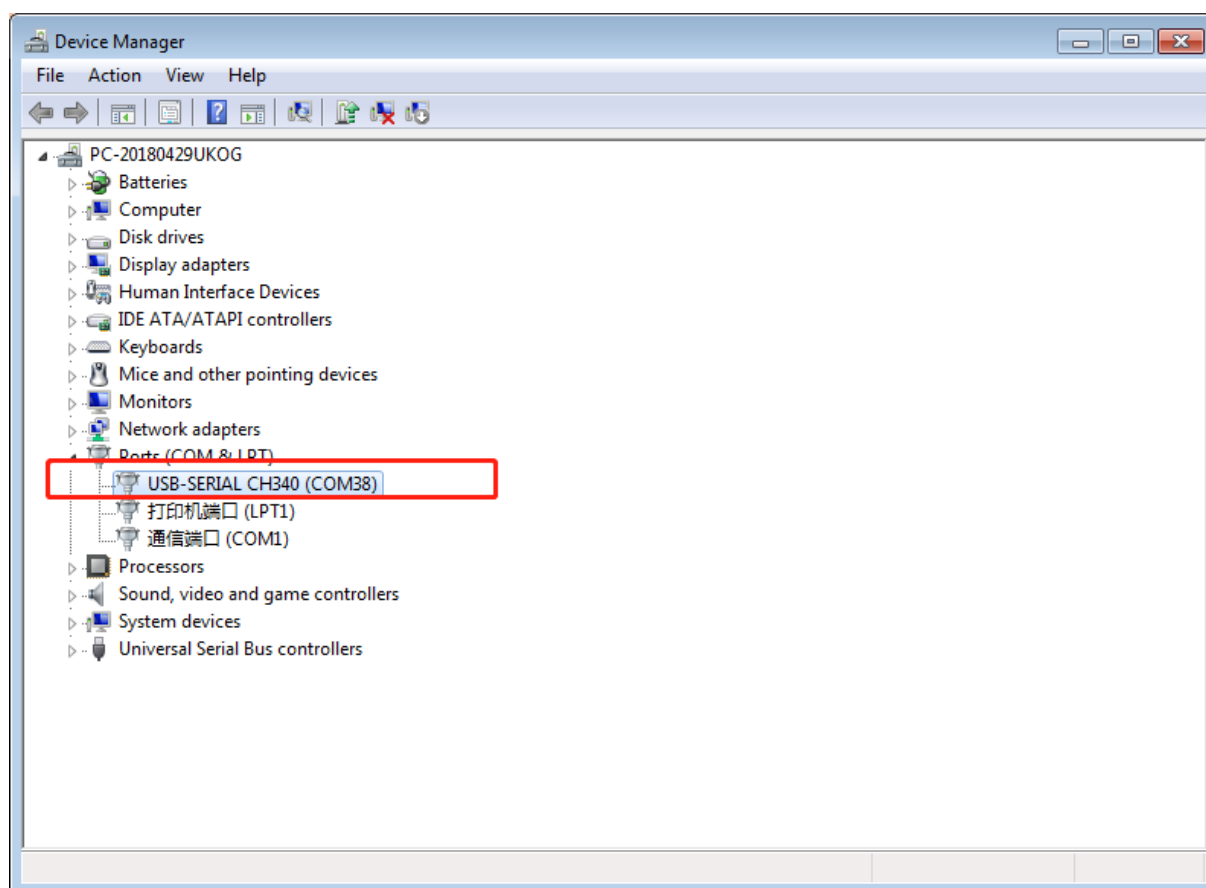 Device Manager
File Action View Help
PC-20180429UKOG
Batteries
Computer
Disk drives
Display adapters
Human Interface Devices
IDE ATA/ATAPI controllers
Keyboards
Mice and other pointing devices
Monitors
Network adapters
Ports (COM & LPT)
USB-SERIAL CH340 (COM38)
打印机端口 (LPT1)
通信端口 (COM1)
Processors
Sound, video and game controllers
System devices
Universal Serial Bus controllers